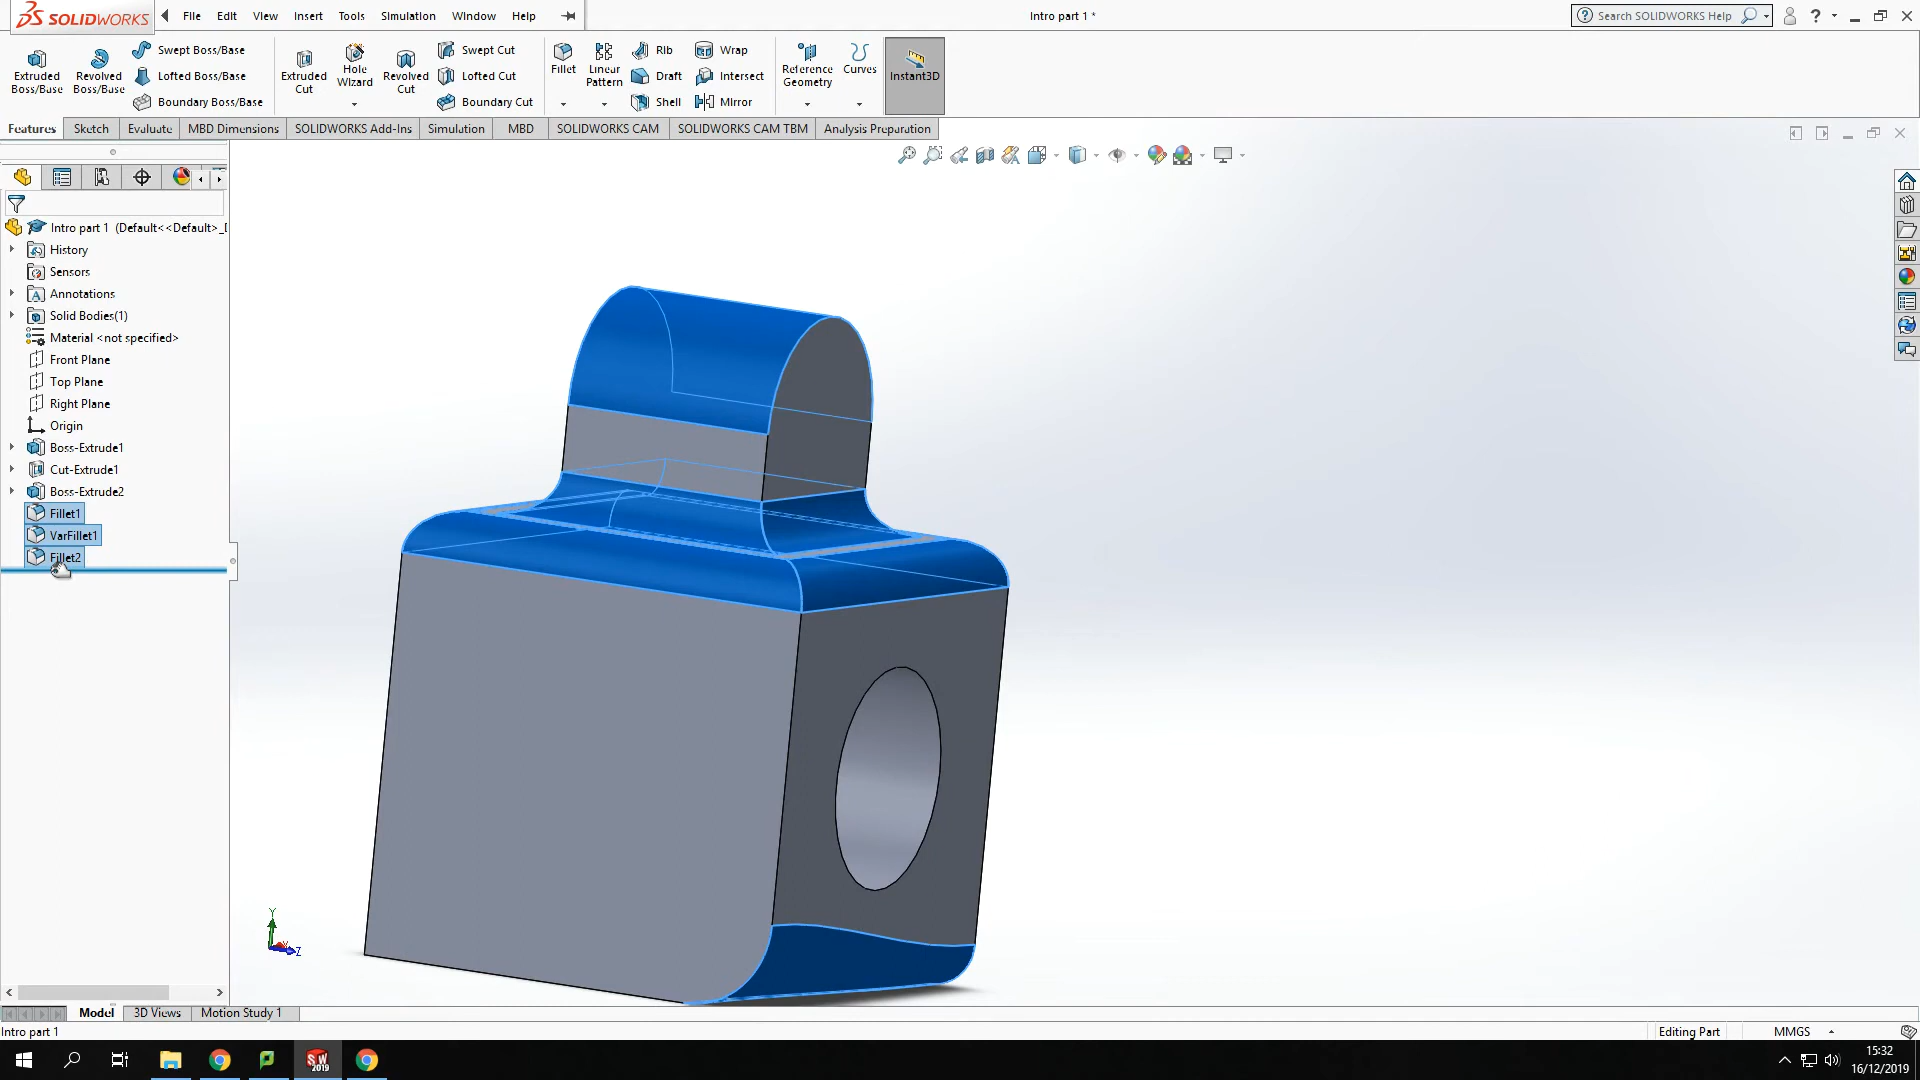 SOLIDWORKS File Edit View Insert Tools Simulation Window Help Intro part 1 * Search SOLIDWORKS Help ?
Extruded Boss/Base
Revolved Boss/Base
Swept Boss/Base
Lofted Boss/Base
Boundary Boss/Base
Extruded Cut
Hole Wizard
Revolved Cut
Swept Cut
Lofted Cut
Boundary Cut
Fillet
Linear Pattern
Rib
Draft
Shell
Wrap
Intersect
Mirror
Reference Geometry
Curves
Instant3D
Features Sketch Evaluate MBD Dimensions SOLIDWORKS Add-Ins Simulation MBD SOLIDWORKS CAM SOLIDWORKS CAM TBM Analysis Preparation
Intro part 1 (Default<<Default>_
History
Sensors
Annotations
Solid Bodies(1)
Material <not specified>
Front Plane
Top Plane
Right Plane
Origin
Boss-Extrude1
Cut-Extrude1
Boss-Extrude2
Fillet1
VarFillet1
Fillet2
Y
Z
Model 3D Views Motion Study 1
Intro part 1 Editing Part MMGS
SW 2019
15:32
16/12/2019